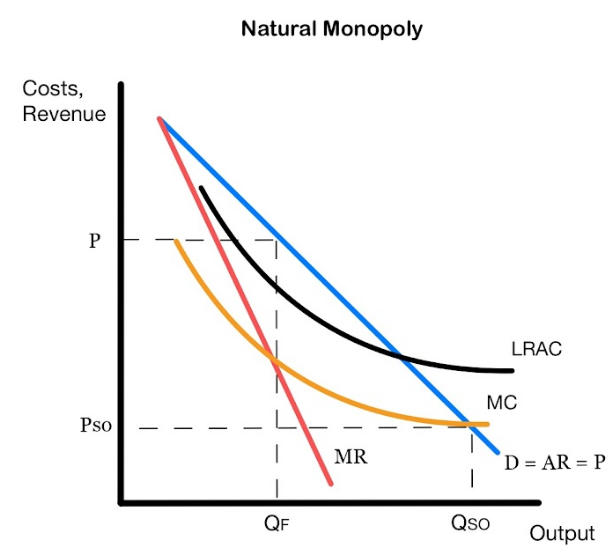 Natural Monopoly
Costs,
Revenue
P
LRAC
MC
Pso
MR
D = AR = P
QF
QSO
Output